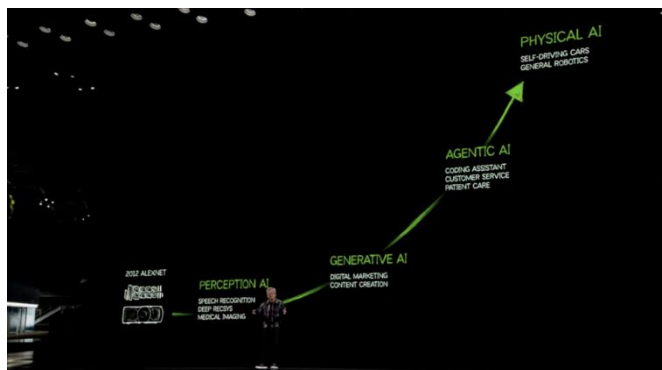 PHYSICAL AI
SELF-DRIVING CARS
GENERAL ROBOTICS
AGENTIC AI
CODING ASSISTANT
CUSTOMER SERVICE
PATIENT CARE
GENERATIVE AI
DIGITAL MARKETING
CONTENT CREATION
2012 ALEXNET
PERCEPTION AI
SPEECH RECOGNITION
DEEP RECSYS
MEDICAL IMAGING